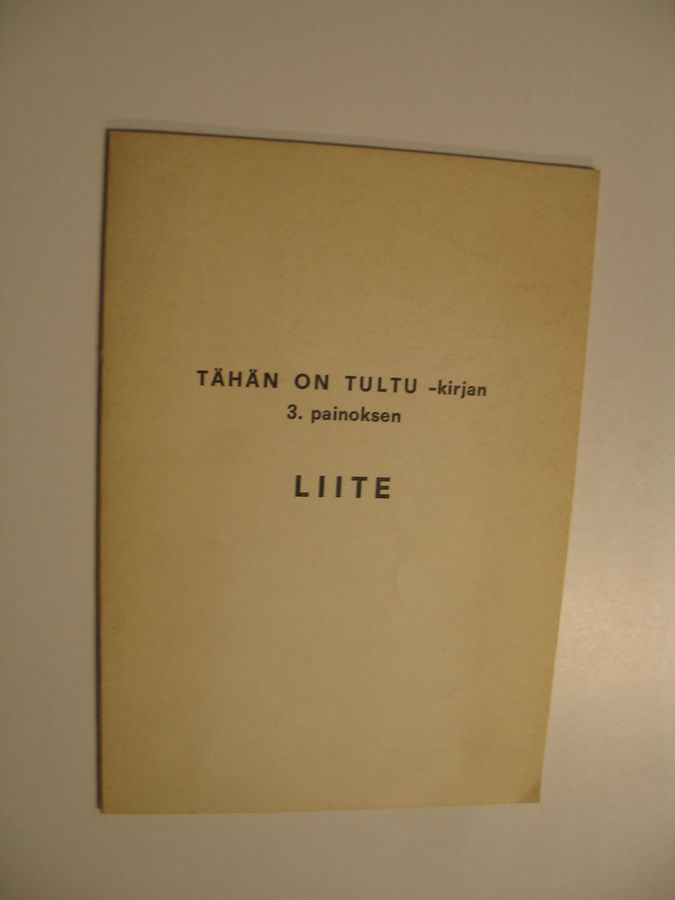 TÄHÄN ON TULTU -kirjan
3. painoksen
LIITE